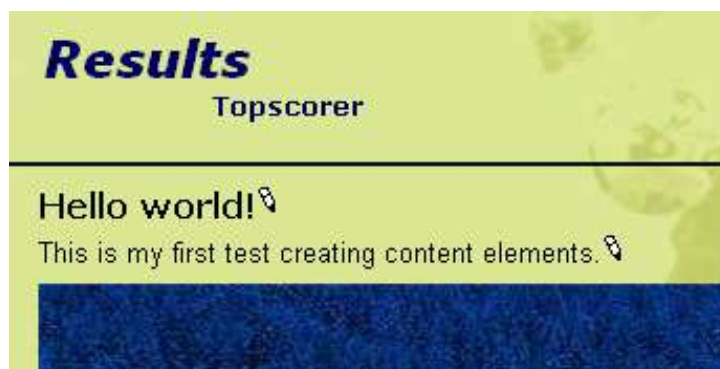 Results
Topscorer
Hello world!
This is my first test creating content elements.